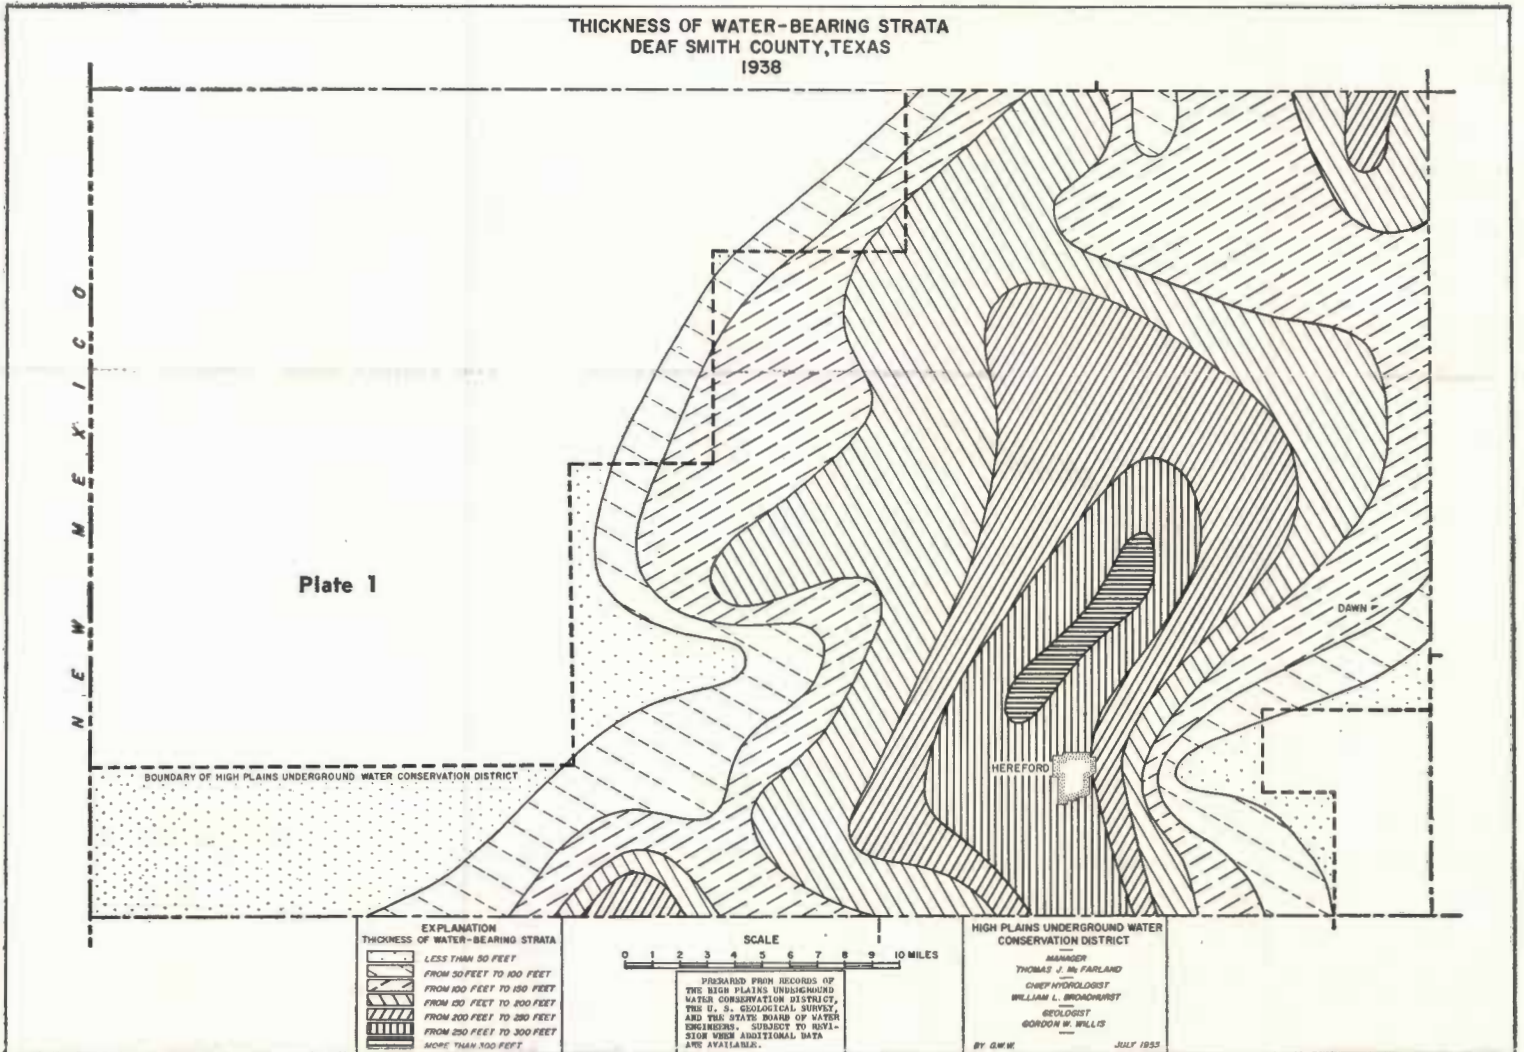 THICKNESS OF WATER-BEARING STRATA
DEAF SMITH COUNTY, TEXAS
1938
NEW MEXICO
Plate 1
DAWN
BOUNDARY OF HIGH PLAINS UNDERGROUND WATER CONSERVATION DISTRICT
HEREFORD
EXPLANATION
THICKNESS OF WATER-BEARING STRATA
LESS THAN 50 FEET
FROM 50 FEET TO 100 FEET
FROM 100 FEET TO 150 FEET
FROM 150 FEET TO 200 FEET
FROM 200 FEET TO 250 FEET
FROM 250 FEET TO 300 FEET
MORE THAN 300 FEET
SCALE
0 1 2 3 4 5 6 7 8 9 10 MILES
PREPARED FROM RECORDS OF
THE HIGH PLAINS UNDERGROUND
WATER CONSERVATION DISTRICT,
THE U. S. GEOLOGICAL SURVEY,
AND THE STATE BOARD OF WATER
ENGINEERS. SUBJECT TO REVI-
SION WHEN ADDITIONAL DATA
ARE AVAILABLE.
HIGH PLAINS UNDERGROUND WATER
CONSERVATION DISTRICT
MANAGER
THOMAS J. Mc FARLAND
CHIEF HYDROLOGIST
WILLIAM L. BROADHURST
GEOLOGIST
GORDON W. WILLIS
BY G.W.W. JULY 1953